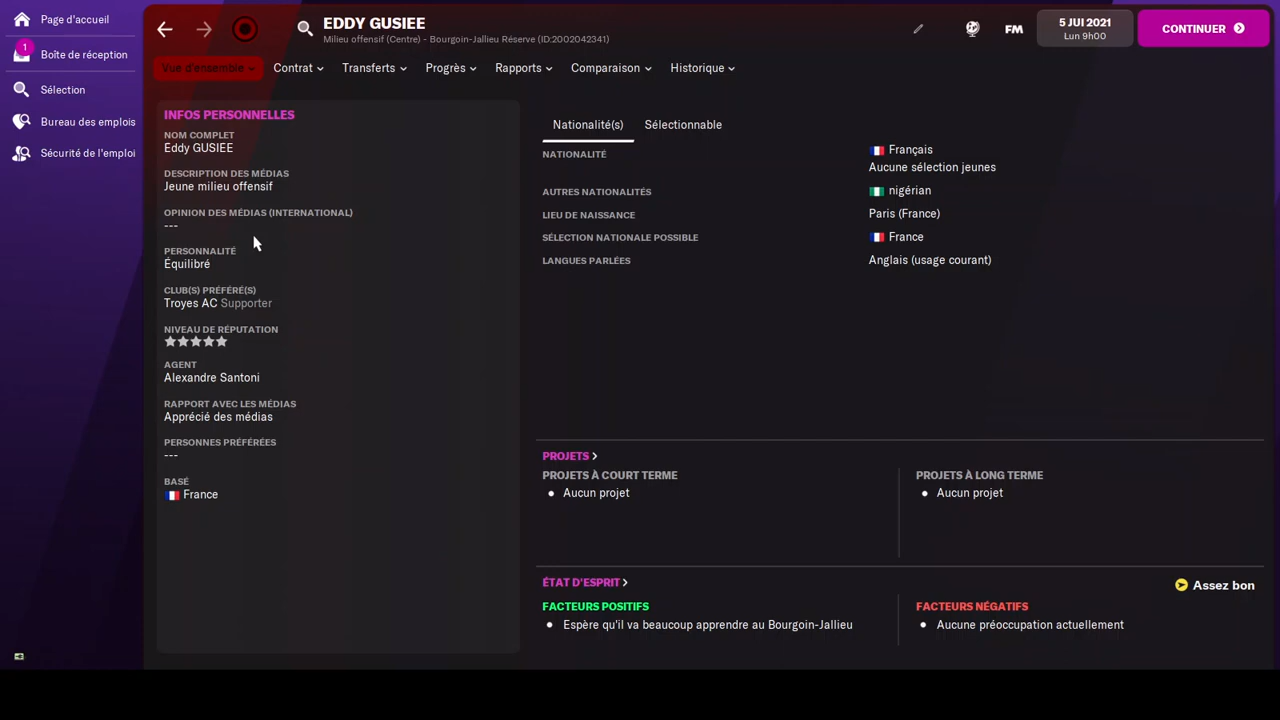 Page d'accueil
1
Boîte de réception
Sélection
Bureau des emplois
Sécurité de l'emploi
EDDY GUSIEE
Milieu offensif (Centre) - Bourgoin-Jallieu Réserve (ID:2002042341)
FM
5 JUI 2021
Lun 9h00
CONTINUER
Vue d'ensemble
Contrat
Transferts
Progrès
Rapports
Comparaison
Historique
INFOS PERSONNELLES
NOM COMPLET
Eddy GUSIEE
DESCRIPTION DES MÉDIAS
Jeune milieu offensif
OPINION DES MÉDIAS (INTERNATIONAL)
---
PERSONNALITÉ
Équilibré
CLUB(S) PRÉFÉRÉ(S)
Troyes AC Supporter
NIVEAU DE RÉPUTATION
AGENT
Alexandre Santoni
RAPPORT AVEC LES MÉDIAS
Apprécié des médias
PERSONNES PRÉFÉRÉES
---
BASÉ
France
Nationalité(s)
Sélectionnable
NATIONALITÉ
Français
Aucune sélection jeunes
AUTRES NATIONALITÉS
nigérian
LIEU DE NAISSANCE
Paris (France)
SÉLECTION NATIONALE POSSIBLE
France
LANGUES PARLÉES
Anglais (usage courant)
PROJETS
PROJETS À COURT TERME
Aucun projet
PROJETS À LONG TERME
Aucun projet
ÉTAT D'ESPRIT
Assez bon
FACTEURS POSITIFS
Espère qu'il va beaucoup apprendre au Bourgoin-Jallieu
FACTEURS NÉGATIFS
Aucune préoccupation actuellement